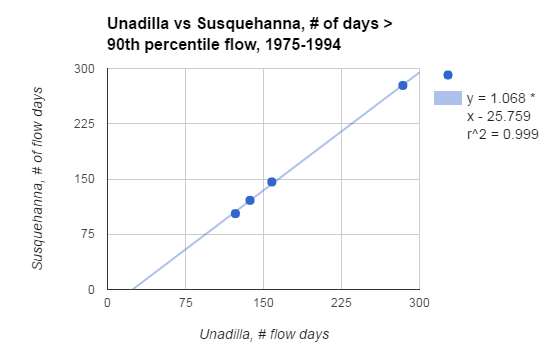 Unadilla vs Susquehanna, # of days >
90th percentile flow, 1975-1994
Susquehanna, # of flow days
300
225
150
75
0
0 75 150 225 300
Unadilla, # flow days
y = 1.068 *
x - 25.759
r^2 = 0.999